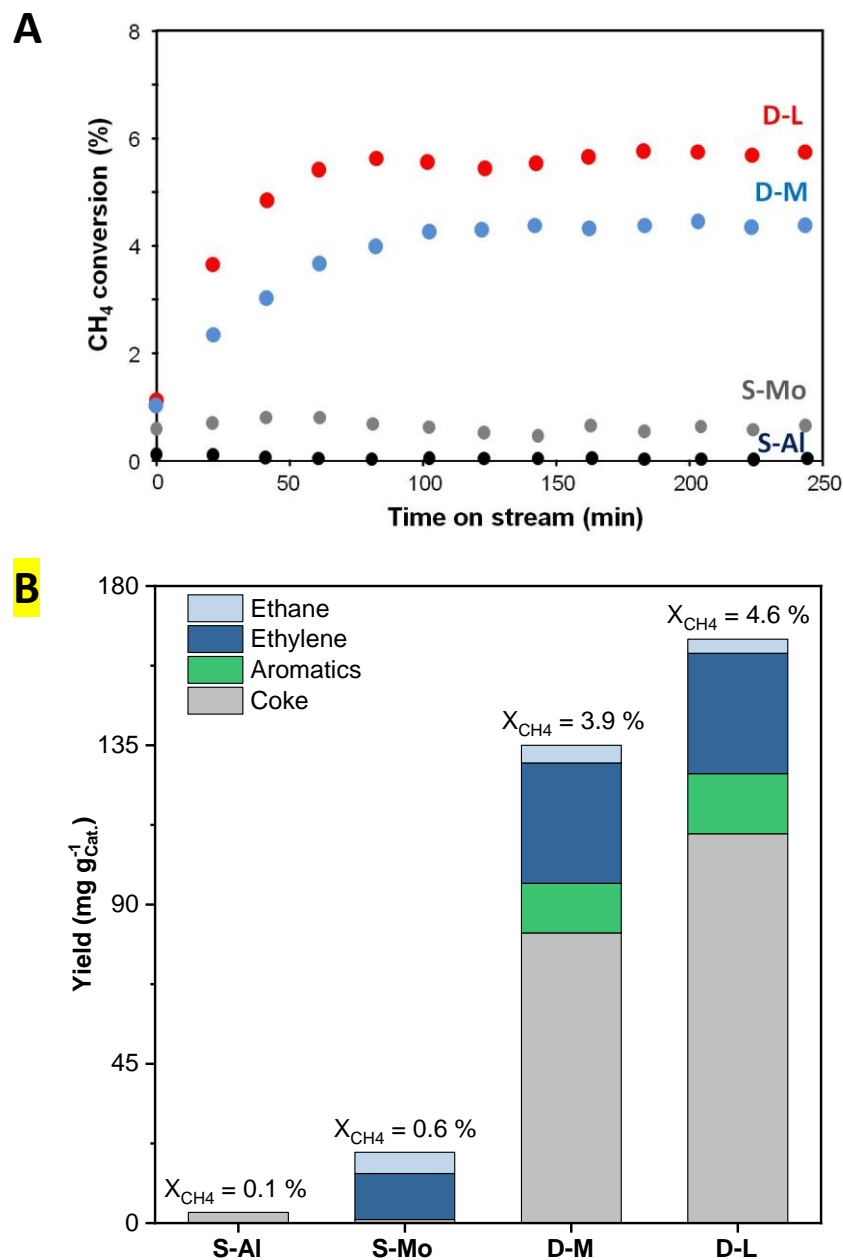 A
8
6
4
2
0
CH4 conversion (%)
D-L
D-M
S-Mo
S-Al
0 50 100 150 200 250
Time on stream (min)
B
180
135
90
45
0
Yield (mg g-1Cat.)
Ethane
Ethylene
Aromatics
Coke
XCH4 = 4.6 %
XCH4 = 3.9 %
XCH4 = 0.6 %
XCH4 = 0.1 %
S-Al S-Mo D-M D-L